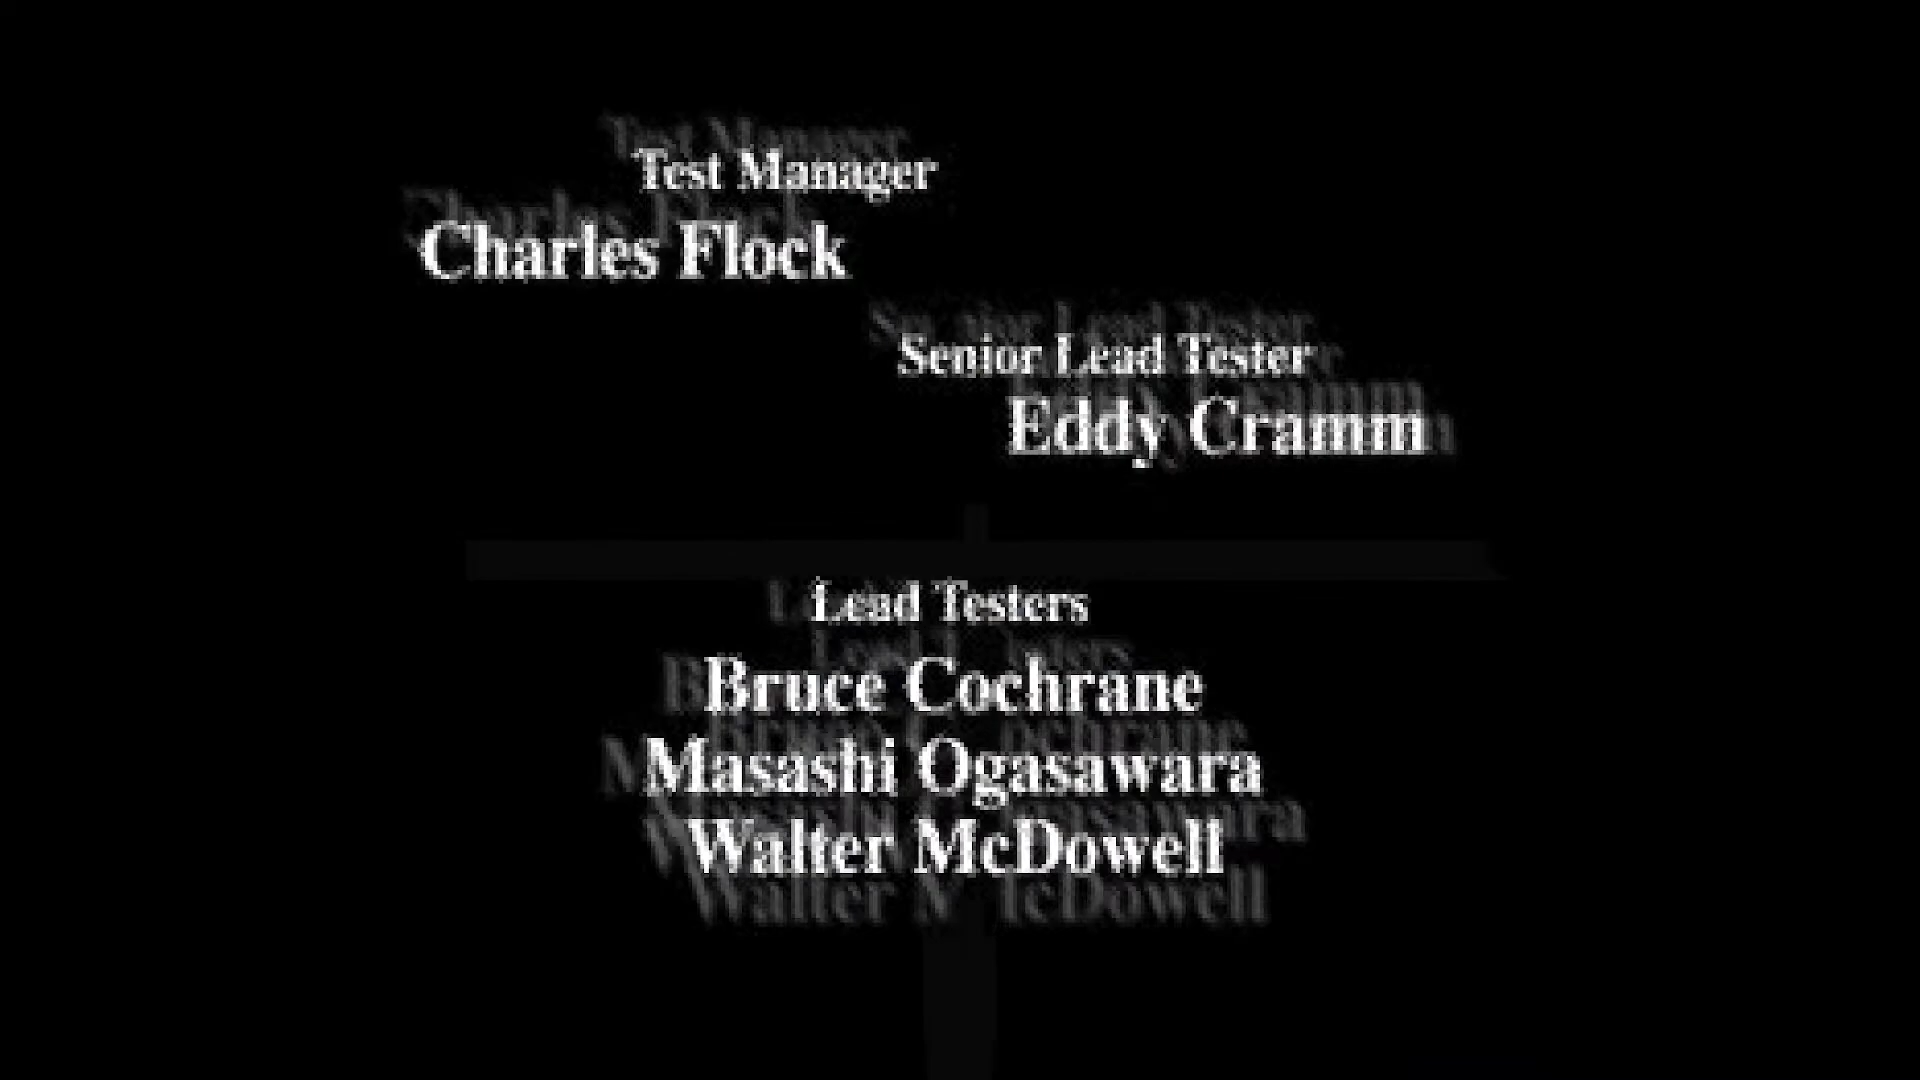 Test Manager
Charles Flock
Senior Lead Tester
Eddy Cramm
Lead Testers
Bruce Cochrane
Masashi Ogasawara
Walter McDowell